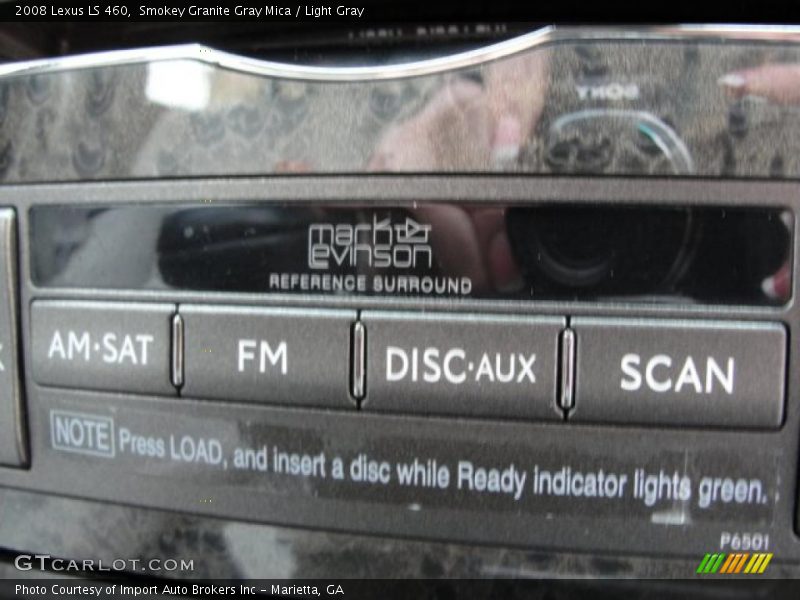 2008 Lexus LS 460, Smokey Granite Gray Mica / Light Gray
SONY
mark levinson
REFERENCE SURROUND
AM·SAT FM DISC·AUX SCAN
NOTE Press LOAD, and insert a disc while Ready indicator lights green.
P6501
GTCARLOT.COM
Photo Courtesy of Import Auto Brokers Inc - Marietta, GA